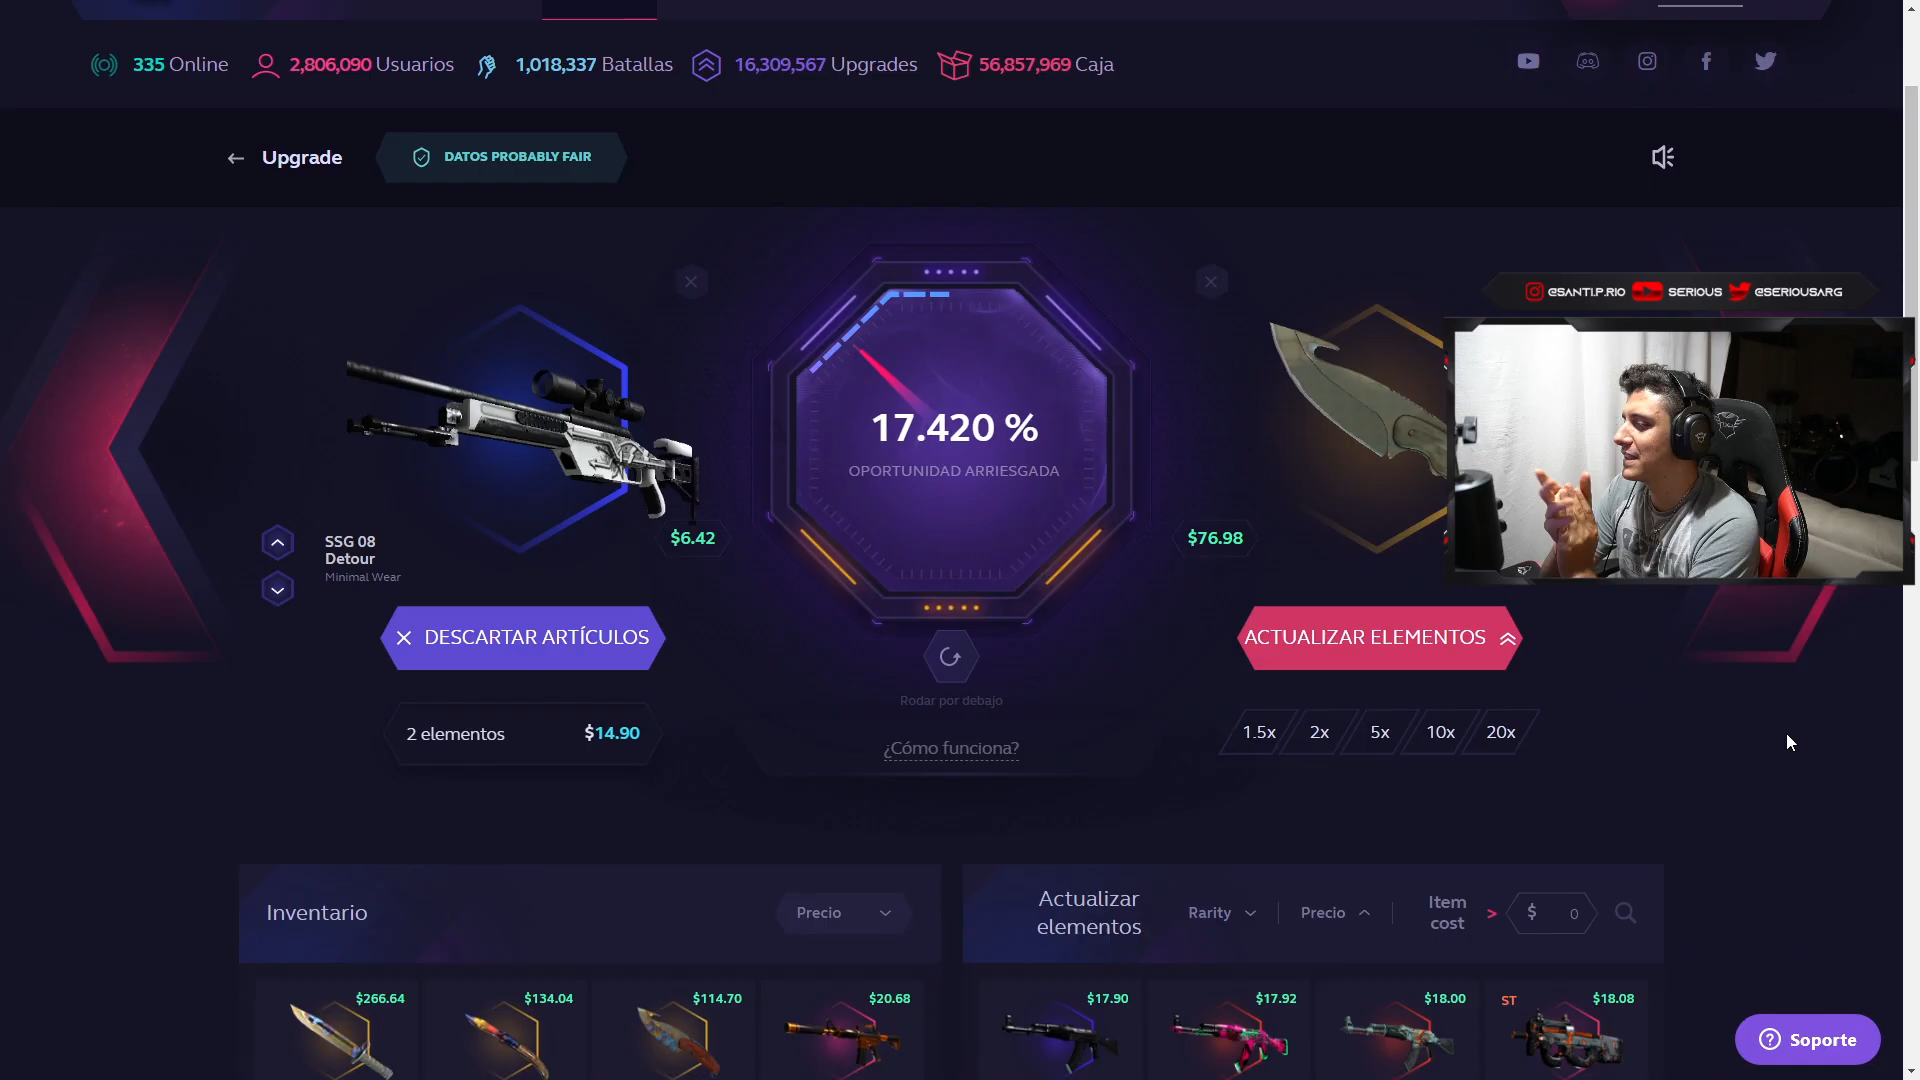 335 Online
2,806,090 Usuarios
1,018,337 Batallas
16,309,567 Upgrades
56,857,969 Caja
← Upgrade
DATOS PROBABLY FAIR
@SANTI.P.RIO SERIOUS @SERIOUSARG
17.420 %
OPORTUNIDAD ARRIESGADA
SSG 08
Detour
Minimal Wear
$6.42
$76.98
DESCARTAR ARTÍCULOS
ACTUALIZAR ELEMENTOS
Rodar por debajo
2 elementos $14.90
¿Cómo funciona?
1.5x 2x 5x 10x 20x
Inventario
Precio
Actualizar
elementos
Rarity
Precio
Item
cost
> $ 0
$266.64
$134.04
$114.70
$20.68
$17.90
$17.92
$18.00
ST $18.08
Soporte